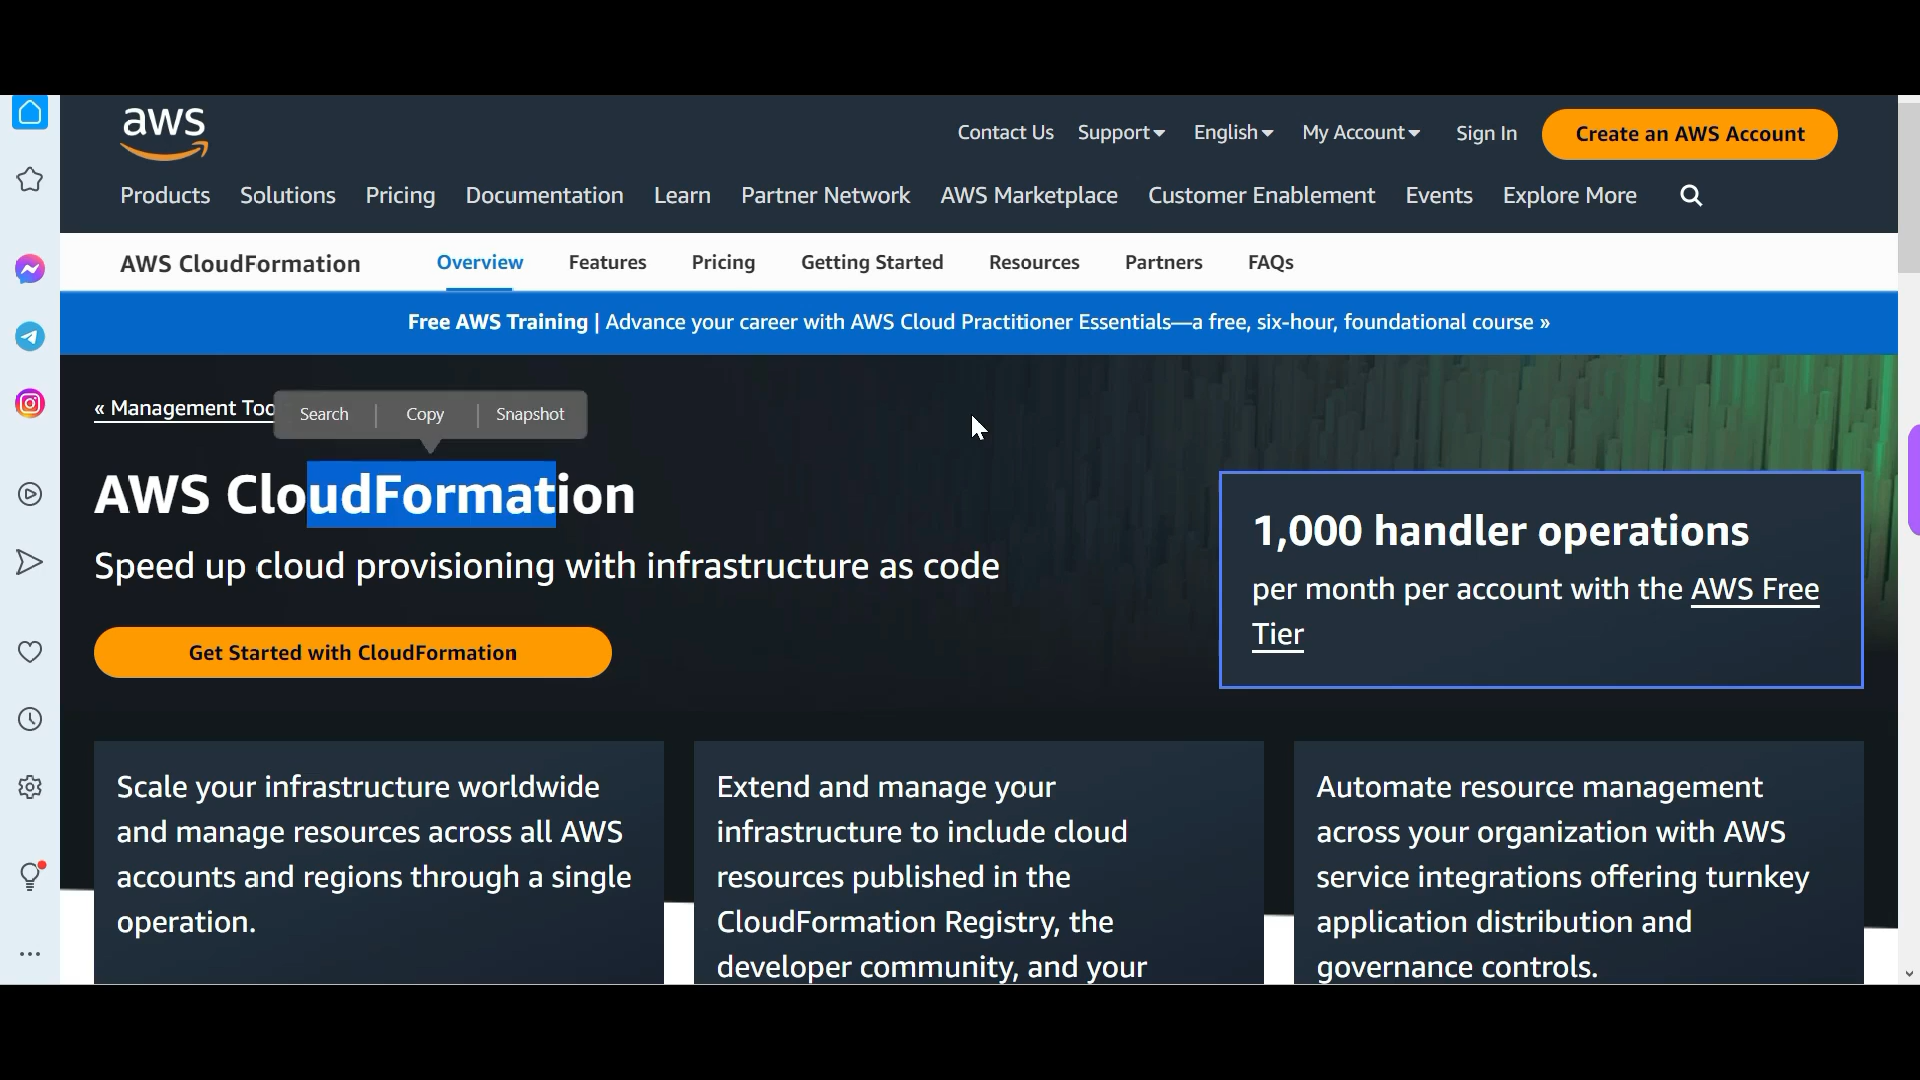 aws
Contact Us Support English My Account Sign In Create an AWS Account
Products Solutions Pricing Documentation Learn Partner Network AWS Marketplace Customer Enablement Events Explore More
AWS CloudFormation Overview Features Pricing Getting Started Resources Partners FAQs
Free AWS Training | Advance your career with AWS Cloud Practitioner Essentials—a free, six-hour, foundational course »
« Management Too
Search | Copy | Snapshot
AWS CloudFormation
Speed up cloud provisioning with infrastructure as code
Get Started with CloudFormation
1,000 handler operations
per month per account with the AWS Free
Tier
Scale your infrastructure worldwide
and manage resources across all AWS
accounts and regions through a single
operation.
Extend and manage your
infrastructure to include cloud
resources published in the
CloudFormation Registry, the
developer community, and your
Automate resource management
across your organization with AWS
service integrations offering turnkey
application distribution and
governance controls.